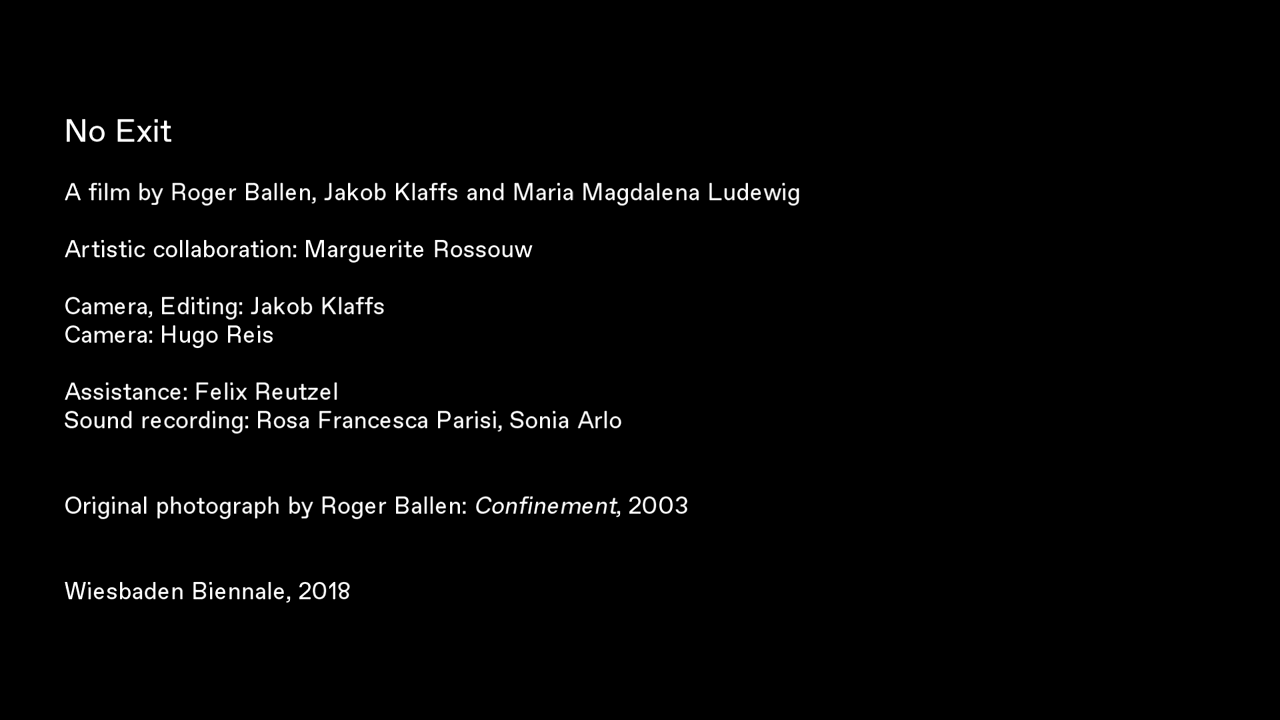 No Exit
A film by Roger Ballen, Jakob Klaffs and Maria Magdalena Ludewig
Artistic collaboration: Marguerite Rossouw
Camera, Editing: Jakob Klaffs
Camera: Hugo Reis
Assistance: Felix Reutzel
Sound recording: Rosa Francesca Parisi, Sonia Arlo
Original photograph by Roger Ballen: Confinement, 2003
Wiesbaden Biennale, 2018